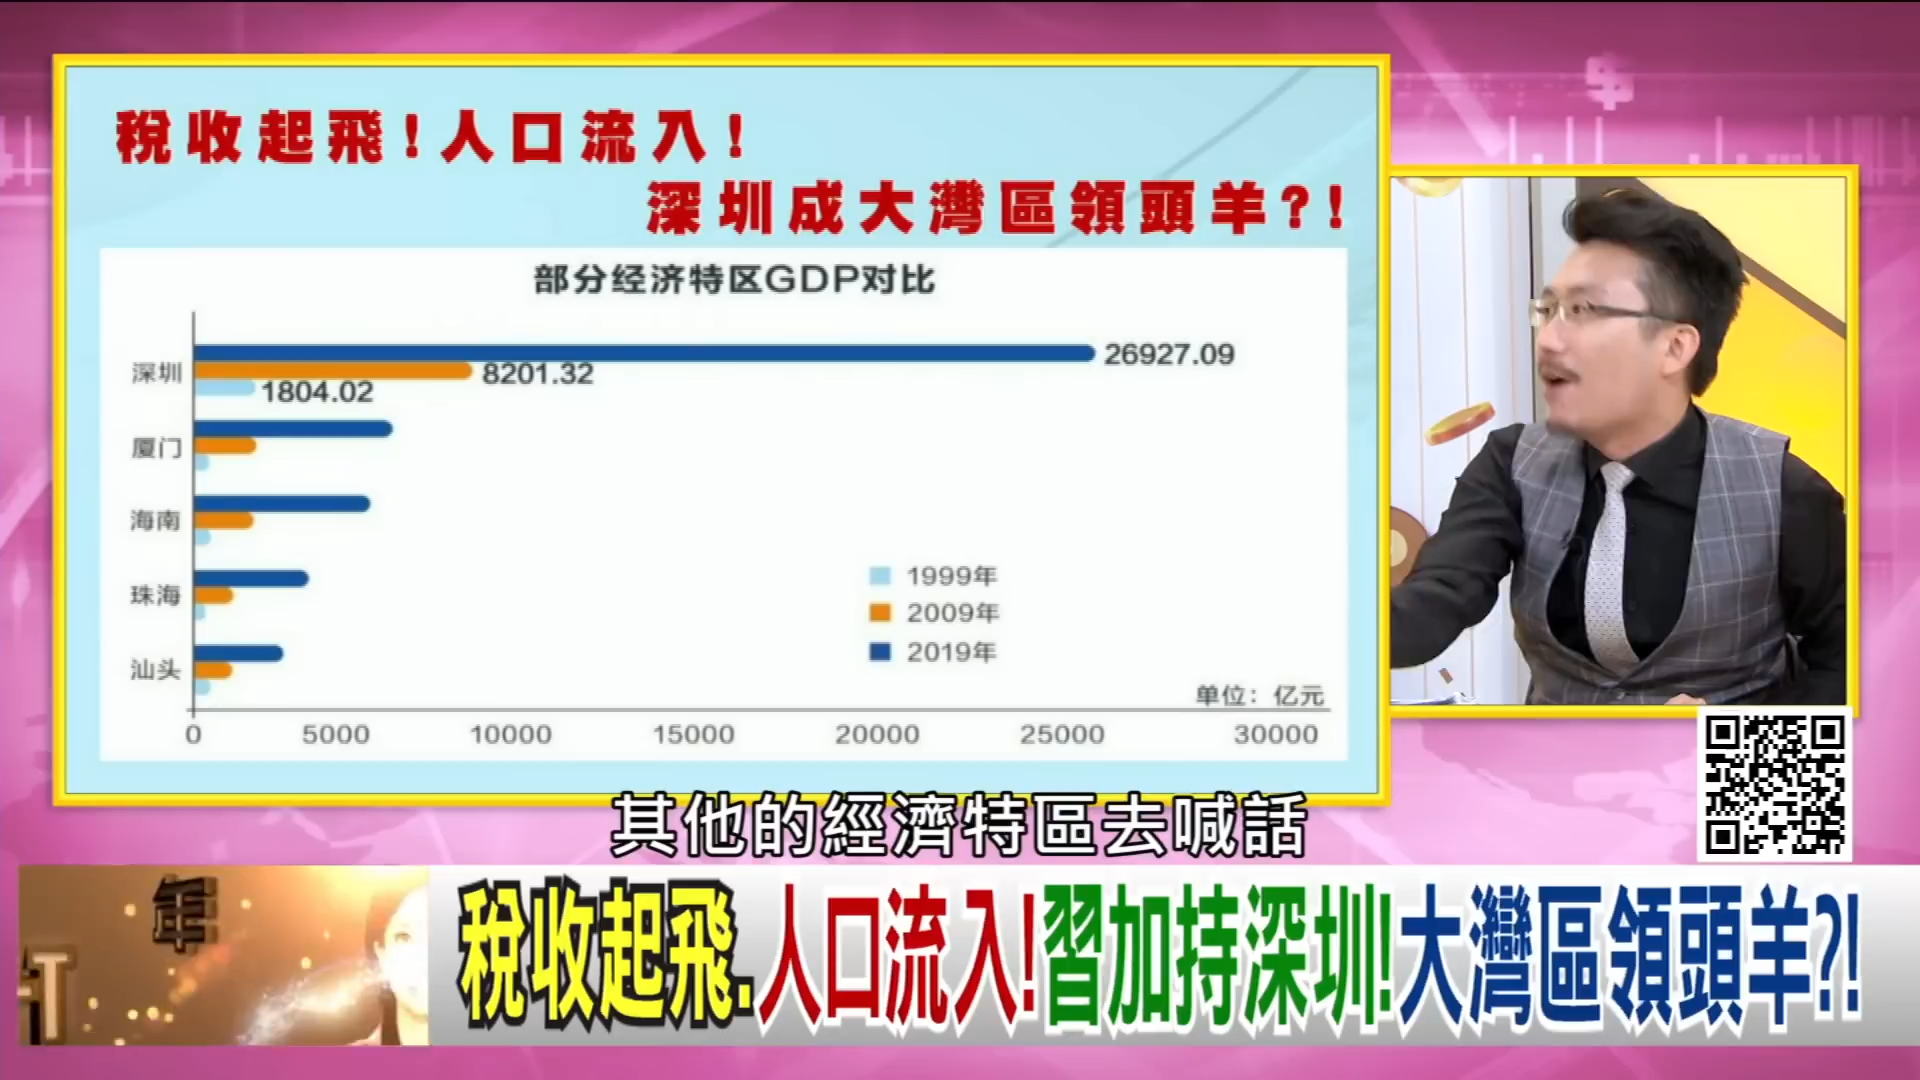 稅收起飛!人口流入!
深圳成大灣區領頭羊?!
部分经济特区GDP对比
深圳
26927.09
8201.32
1804.02
厦门
海南
珠海
汕头
1999年
2009年
2019年
单位：亿元
0 5000 10000 15000 20000 25000 30000
其他的經濟特區去喊話
年
稅收起飛.人口流入!習加持深圳!大灣區領頭羊?!